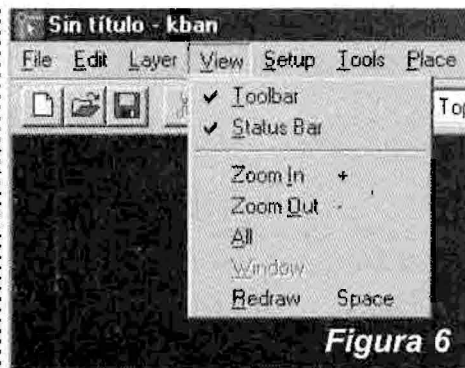 Sin título - kban
File Edit Layer View Setup Tools Place
Top
✓ Toolbar
✓ Status Bar
Zoom In +
Zoom Out -
All
Window
Redraw Space
Figura 6